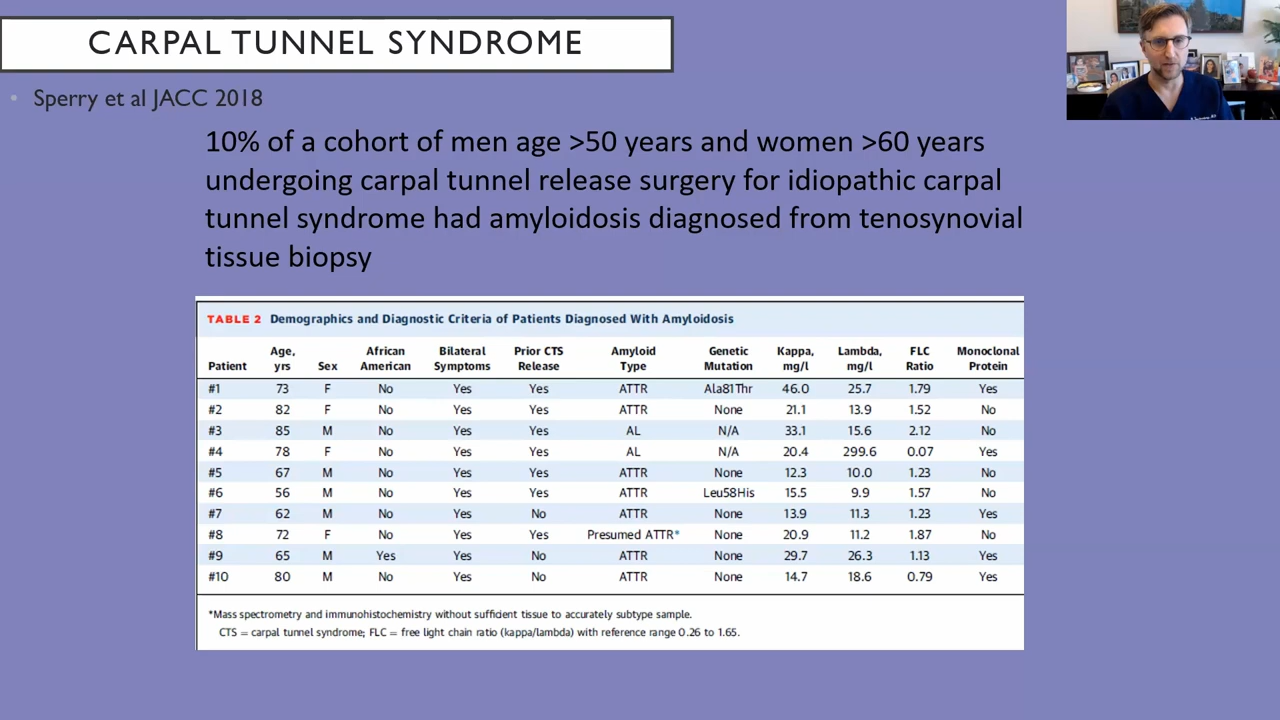 CARPAL TUNNEL SYNDROME
• Sperry et al JACC 2018
10% of a cohort of men age >50 years and women >60 years
undergoing carpal tunnel release surgery for idiopathic carpal
tunnel syndrome had amyloidosis diagnosed from tenosynovial
tissue biopsy
TABLE 2 Demographics and Diagnostic Criteria of Patients Diagnosed With Amyloidosis
Age, African Bilateral Prior CTS Amyloid Genetic Kappa, Lambda, FLC Monoclonal
Patient yrs Sex American Symptoms Release Type Mutation mg/l mg/l Ratio Protein
#1 73 F No Yes Yes ATTR Ala81Thr 46.0 25.7 1.79 Yes
#2 82 F No Yes Yes ATTR None 21.1 13.9 1.52 No
#3 85 M No Yes Yes AL N/A 33.1 15.6 2.12 No
#4 78 F No Yes Yes AL N/A 20.4 299.6 0.07 Yes
#5 67 M No Yes Yes ATTR None 12.3 10.0 1.23 No
#6 56 M No Yes Yes ATTR Leu58His 15.5 9.9 1.57 No
#7 62 M No Yes No ATTR None 13.9 11.3 1.23 Yes
#8 72 F No Yes Yes Presumed ATTR* None 20.9 11.2 1.87 No
#9 65 M Yes Yes No ATTR None 29.7 26.3 1.13 Yes
#10 80 M No Yes No ATTR None 14.7 18.6 0.79 Yes
*Mass spectrometry and immunohistochemistry without sufficient tissue to accurately subtype sample.
CTS = carpal tunnel syndrome; FLC = free light chain ratio (kappa/lambda) with reference range 0.26 to 1.65.